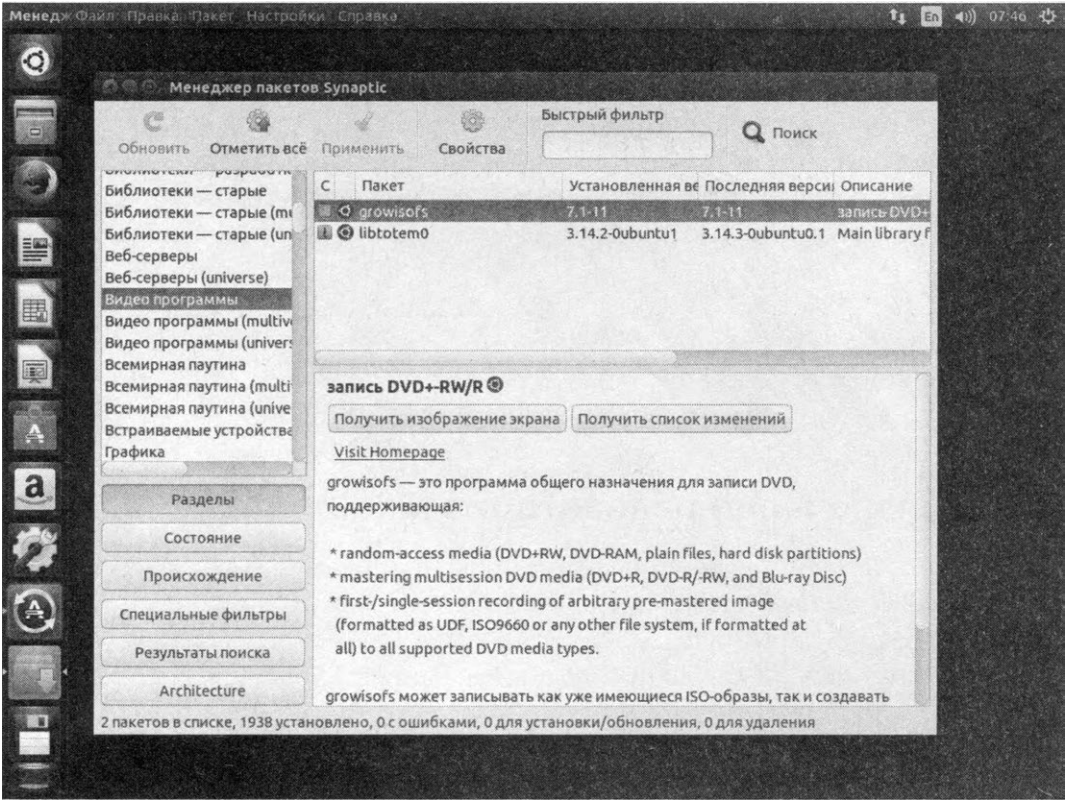 Менедж Файл Правка Пакет Настройки Справка En 07:46
Менеджер пакетов Synaptic
Обновить Отметить всё Применить Свойства Быстрый фильтр Поиск
Библиотеки — старые
Библиотеки — старые (mu
Библиотеки — старые (un
Веб-серверы
Веб-серверы (universe)
Видео программы
Видео программы (multiv
Видео программы (univers
Всемирная паутина
Всемирная паутина (multi
Всемирная паутина (unive
Встраиваемые устройства
Графика
Разделы
Состояние
Происхождение
Специальные фильтры
Результаты поиска
Architecture
С Пакет Установленная ве Последняя верси Описание
growisofs 7.1-11 7.1-11 запись DVD+
libtotem0 3.14.2-0ubuntu1 3.14.3-0ubuntu0.1 Main library f
запись DVD+-RW/R
Получить изображение экрана Получить список изменений
Visit Homepage
growisofs — это программа общего назначения для записи DVD,
поддерживающая:
* random-access media (DVD+RW, DVD-RAM, plain files, hard disk partitions)
* mastering multisession DVD media (DVD+R, DVD-R/-RW, and Blu-ray Disc)
* first-/single-session recording of arbitrary pre-mastered image
(formatted as UDF, ISO9660 or any other file system, if formatted at
all) to all supported DVD media types.
growisofs может записывать как уже имеющиеся ISO-образы, так и создавать
2 пакетов в списке, 1938 установлено, 0 с ошибками, 0 для установки/обновления, 0 для удаления